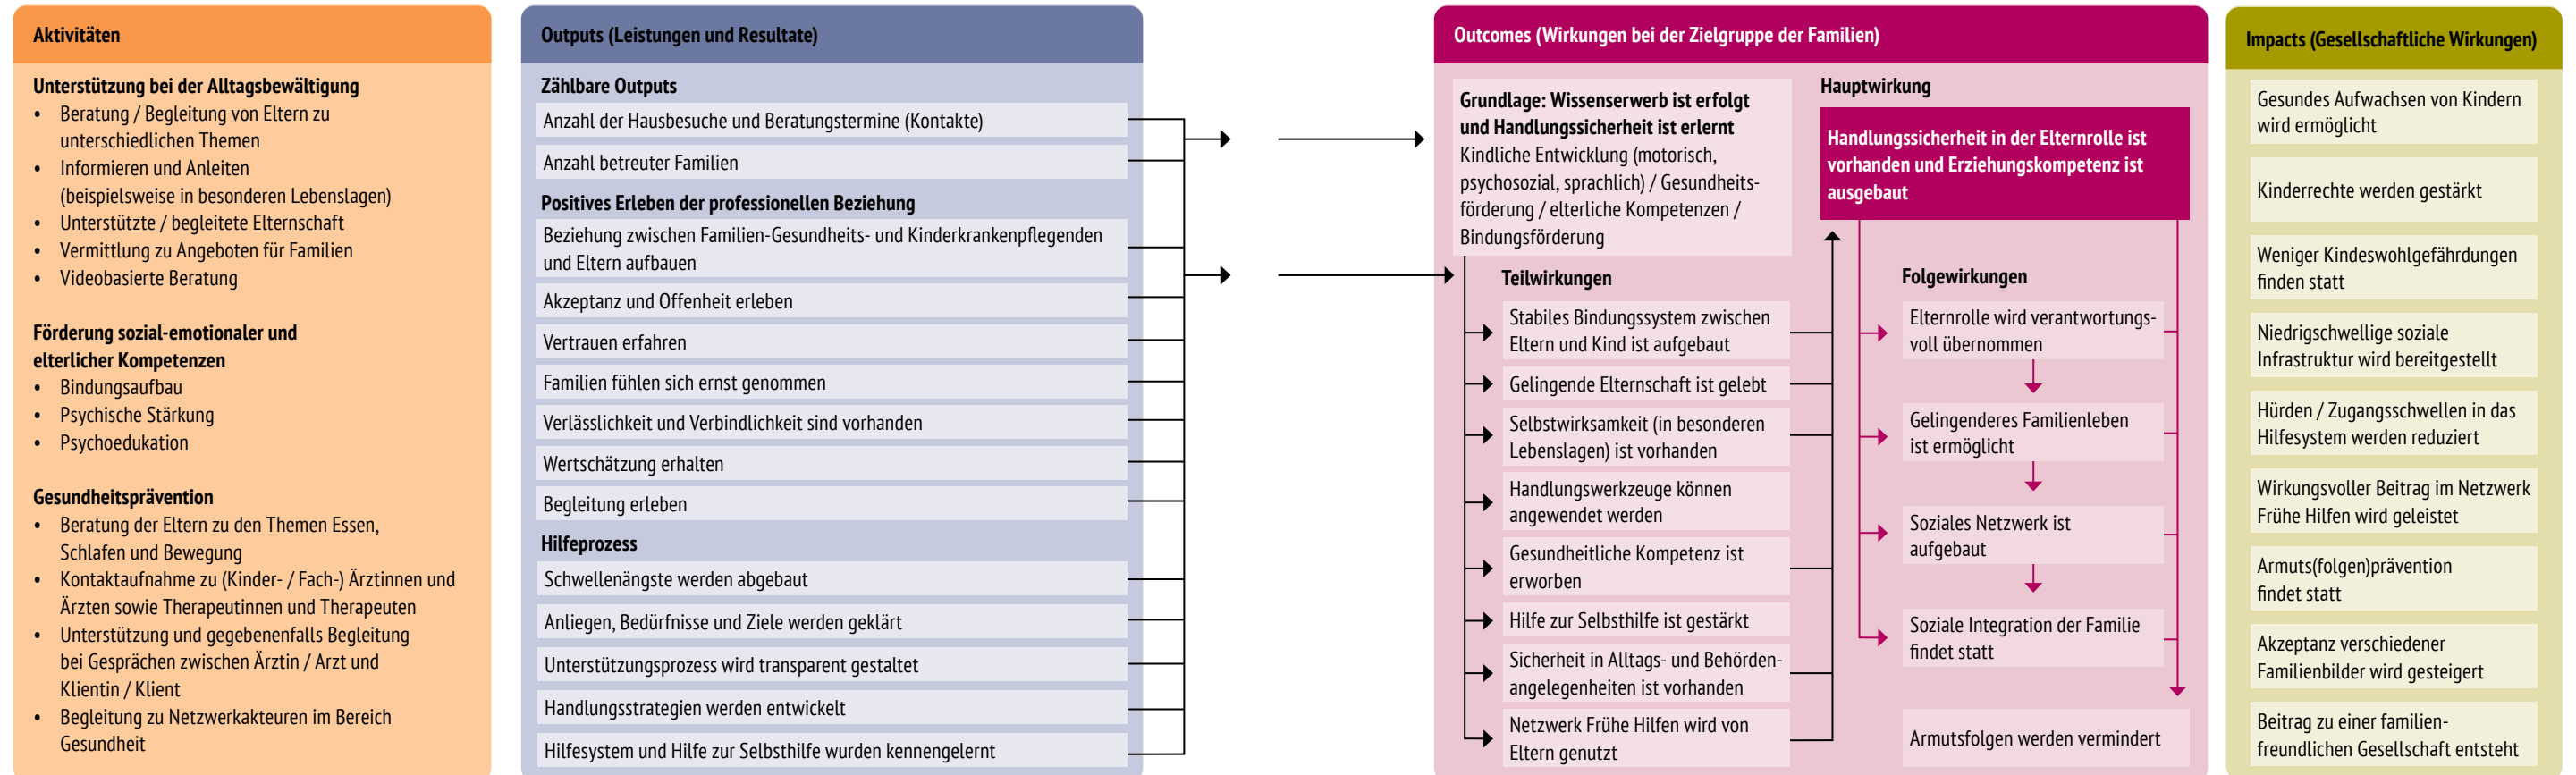 Aktivitäten
Unterstützung bei der Alltagsbewältigung
• Beratung / Begleitung von Eltern zu
unterschiedlichen Themen
• Informieren und Anleiten
(beispielsweise in besonderen Lebenslagen)
• Unterstützte / begleitete Elternschaft
• Vermittlung zu Angeboten für Familien
• Videobasierte Beratung
Förderung sozial-emotionaler und
elterlicher Kompetenzen
• Bindungsaufbau
• Psychische Stärkung
• Psychoedukation
Gesundheitsprävention
• Beratung der Eltern zu den Themen Essen,
Schlafen und Bewegung
• Kontaktaufnahme zu (Kinder- / Fach-) Ärztinnen und
Ärzten sowie Therapeutinnen und Therapeuten
• Unterstützung und gegebenenfalls Begleitung
bei Gesprächen zwischen Ärztin / Arzt und
Klientin / Klient
• Begleitung zu Netzwerkakteuren im Bereich
Gesundheit
Outputs (Leistungen und Resultate)
Zählbare Outputs
Anzahl der Hausbesuche und Beratungstermine (Kontakte)
Anzahl betreuter Familien
Positives Erleben der professionellen Beziehung
Beziehung zwischen Familien-Gesundheits- und Kinderkrankenpflegenden
und Eltern aufbauen
Akzeptanz und Offenheit erleben
Vertrauen erfahren
Familien fühlen sich ernst genommen
Verlässlichkeit und Verbindlichkeit sind vorhanden
Wertschätzung erhalten
Begleitung erleben
Hilfeprozess
Schwellenängste werden abgebaut
Anliegen, Bedürfnisse und Ziele werden geklärt
Unterstützungsprozess wird transparent gestaltet
Handlungsstrategien werden entwickelt
Hilfesystem und Hilfe zur Selbsthilfe wurden kennengelernt
Outcomes (Wirkungen bei der Zielgruppe der Familien)
Grundlage: Wissenserwerb ist erfolgt
und Handlungssicherheit ist erlernt
Kindliche Entwicklung (motorisch,
psychosozial, sprachlich) / Gesundheits-
förderung / elterliche Kompetenzen /
Bindungsförderung
Teilwirkungen
Stabiles Bindungssystem zwischen
Eltern und Kind ist aufgebaut
Gelingende Elternschaft ist gelebt
Selbstwirksamkeit (in besonderen
Lebenslagen) ist vorhanden
Handlungswerkzeuge können
angewendet werden
Gesundheitliche Kompetenz ist
erworben
Hilfe zur Selbsthilfe ist gestärkt
Sicherheit in Alltags- und Behörden-
angelegenheiten ist vorhanden
Netzwerk Frühe Hilfen wird von
Eltern genutzt
Hauptwirkung
Handlungssicherheit in der Elternrolle ist
vorhanden und Erziehungskompetenz ist
ausgebaut
Folgewirkungen
Elternrolle wird verantwortungs-
voll übernommen
Gelingenderes Familienleben
ist ermöglicht
Soziales Netzwerk ist
aufgebaut
Soziale Integration der Familie
findet statt
Armutsfolgen werden vermindert
Impacts (Gesellschaftliche Wirkungen)
Gesundes Aufwachsen von Kindern
wird ermöglicht
Kinderrechte werden gestärkt
Weniger Kindeswohlgefährdungen
finden statt
Niedrigschwellige soziale
Infrastruktur wird bereitgestellt
Hürden / Zugangsschwellen in das
Hilfesystem werden reduziert
Wirkungsvoller Beitrag im Netzwerk
Frühe Hilfen wird geleistet
Armuts(folgen)prävention
findet statt
Akzeptanz verschiedener
Familienbilder wird gesteigert
Beitrag zu einer familien-
freundlichen Gesellschaft entsteht